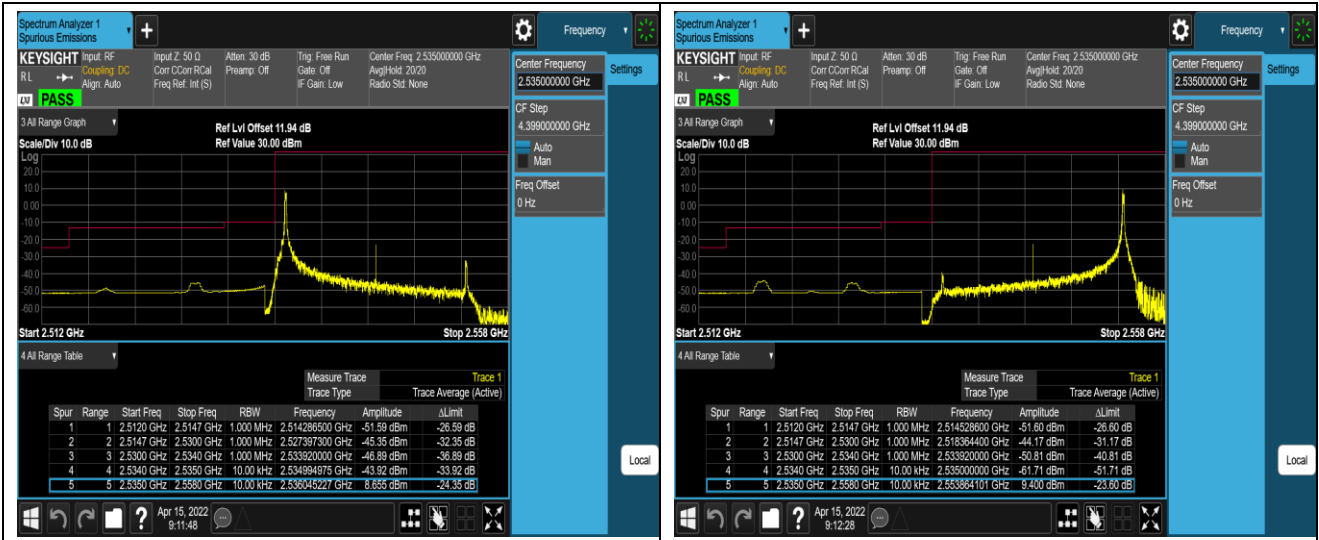 Spectrum Analyzer 1
Spurious Emissions
Frequency
KEYSIGHT
Input: RF
Coupling: DC
Align: Auto
Input Z: 50 Ω
Corr CCorr RCal
Freq Ref: Int (S)
Atten: 30 dB
Preamp: Off
Trig: Free Run
Gate: Off
IF Gain: Low
Center Freq: 2.535000000 GHz
Avg|Hold: 20/20
Radio Std: None
RL
LXI
PASS
Center Frequency
2.535000000 GHz
Settings
CF Step
4.399000000 GHz
Auto
Man
Freq Offset
0 Hz
3 All Range Graph
Ref Lvl Offset 11.94 dB
Scale/Div 10.0 dB
Ref Value 30.00 dBm
Log
20.0
10.0
0.00
-10.0
-20.0
-30.0
-40.0
-50.0
-60.0
Start 2.512 GHz
Stop 2.558 GHz
4 All Range Table
Measure Trace Trace 1
Trace Type Trace Average (Active)
Spur Range Start Freq Stop Freq RBW Frequency Amplitude ΔLimit
1 1 2.5120 GHz 2.5147 GHz 1.000 MHz 2.514286500 GHz -51.59 dBm -26.59 dB
2 2 2.5147 GHz 2.5300 GHz 1.000 MHz 2.527397300 GHz -45.35 dBm -32.35 dB
3 3 2.5300 GHz 2.5340 GHz 1.000 MHz 2.533920000 GHz -46.89 dBm -36.89 dB
4 4 2.5340 GHz 2.5350 GHz 10.00 kHz 2.534994975 GHz -43.92 dBm -33.92 dB
5 5 2.5350 GHz 2.5580 GHz 10.00 kHz 2.536045227 GHz 8.655 dBm -24.35 dB
Local
?
Apr 15, 2022
9:11:48
Spectrum Analyzer 1
Spurious Emissions
Frequency
KEYSIGHT
Input: RF
Coupling: DC
Align: Auto
Input Z: 50 Ω
Corr CCorr RCal
Freq Ref: Int (S)
Atten: 30 dB
Preamp: Off
Trig: Free Run
Gate: Off
IF Gain: Low
Center Freq: 2.535000000 GHz
Avg|Hold: 20/20
Radio Std: None
RL
LXI
PASS
Center Frequency
2.535000000 GHz
Settings
CF Step
4.399000000 GHz
Auto
Man
Freq Offset
0 Hz
3 All Range Graph
Ref Lvl Offset 11.94 dB
Scale/Div 10.0 dB
Ref Value 30.00 dBm
Log
20.0
10.0
0.00
-10.0
-20.0
-30.0
-40.0
-50.0
-60.0
Start 2.512 GHz
Stop 2.558 GHz
4 All Range Table
Measure Trace Trace 1
Trace Type Trace Average (Active)
Spur Range Start Freq Stop Freq RBW Frequency Amplitude ΔLimit
1 1 2.5120 GHz 2.5147 GHz 1.000 MHz 2.514528600 GHz -51.60 dBm -26.60 dB
2 2 2.5147 GHz 2.5300 GHz 1.000 MHz 2.518364400 GHz -44.17 dBm -31.17 dB
3 3 2.5300 GHz 2.5340 GHz 1.000 MHz 2.533920000 GHz -50.81 dBm -40.81 dB
4 4 2.5340 GHz 2.5350 GHz 10.00 kHz 2.535000000 GHz -61.71 dBm -51.71 dB
5 5 2.5350 GHz 2.5580 GHz 10.00 kHz 2.553864101 GHz 9.400 dBm -23.60 dB
Local
?
Apr 15, 2022
9:12:28